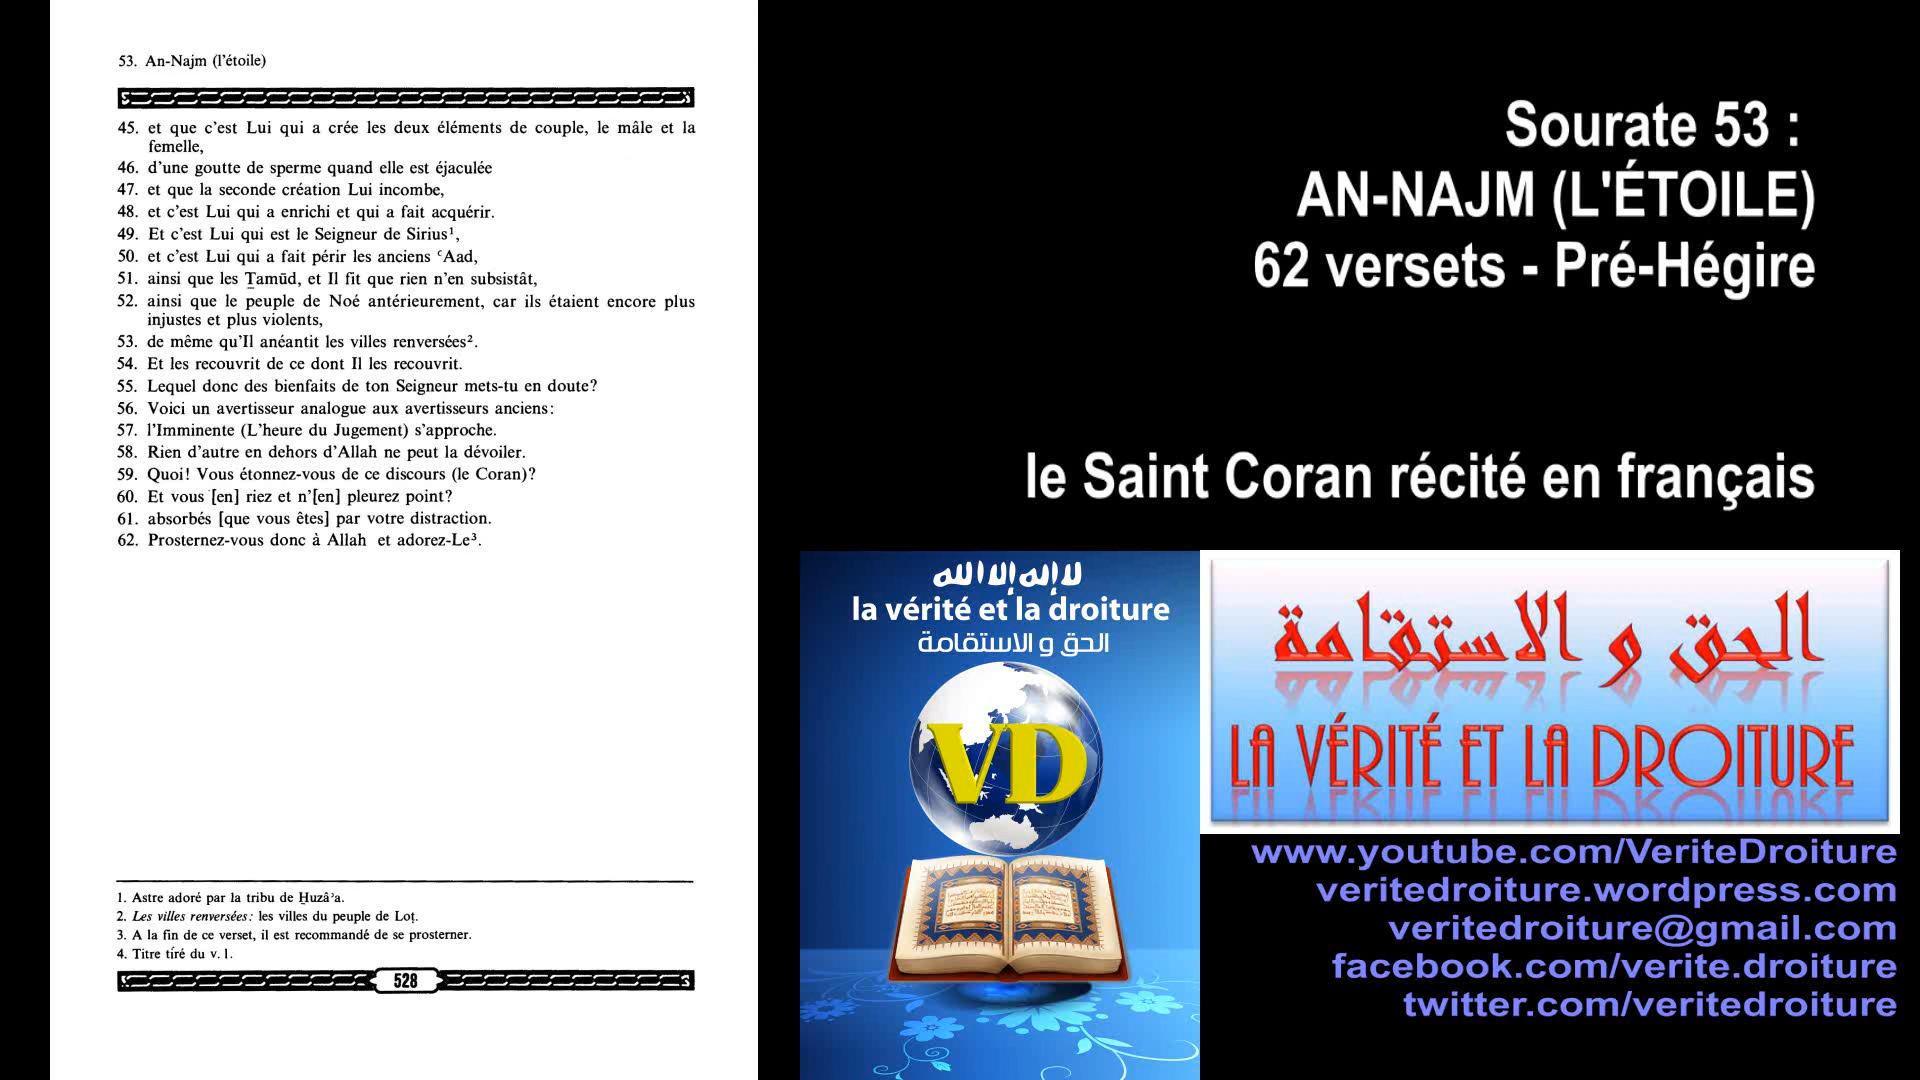 53. An-Najm (l'étoile)
45. et que c'est Lui qui a crée les deux éléments de couple, le mâle et la
femelle,
46. d'une goutte de sperme quand elle est éjaculée
47. et que la seconde création Lui incombe,
48. et c'est Lui qui a enrichi et qui a fait acquérir.
49. Et c'est Lui qui est le Seigneur de Sirius¹,
50. et c'est Lui qui a fait périr les anciens ʿAad,
51. ainsi que les Ṯamūd, et Il fit que rien n'en subsistât,
52. ainsi que le peuple de Noé antérieurement, car ils étaient encore plus
injustes et plus violents,
53. de même qu'Il anéantit les villes renversées².
54. Et les recouvrit de ce dont Il les recouvrit.
55. Lequel donc des bienfaits de ton Seigneur mets-tu en doute?
56. Voici un avertisseur analogue aux avertisseurs anciens:
57. l'Imminente (L'heure du Jugement) s'approche.
58. Rien d'autre en dehors d'Allah ne peut la dévoiler.
59. Quoi! Vous étonnez-vous de ce discours (le Coran)?
60. Et vous [en] riez et n'[en] pleurez point?
61. absorbés [que vous êtes] par votre distraction.
62. Prosternez-vous donc à Allah et adorez-Le³.
1. Astre adoré par la tribu de Ḫuzâʾa.
2. Les villes renversées: les villes du peuple de Loṭ.
3. A la fin de ce verset, il est recommandé de se prosterner.
4. Titre tiré du v. 1.
528
Sourate 53 :
AN-NAJM (L'ÉTOILE)
62 versets - Pré-Hégire
le Saint Coran récité en français
لا إله إلا الله
la vérité et la droiture
الحق و الاستقامة
VD
الحق و الاستقامة
LA VÉRITÉ ET LA DROITURE
www.youtube.com/VeriteDroiture
veritedroiture.wordpress.com
veritedroiture@gmail.com
facebook.com/verite.droiture
twitter.com/veritedroiture